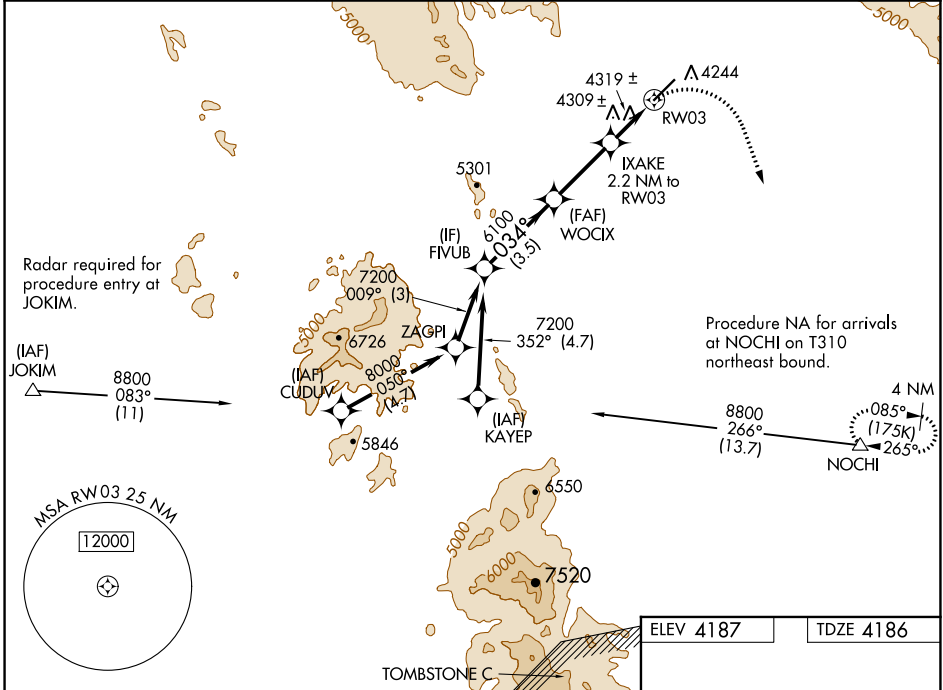 5000
5000
4319 ±
4244
4309 ±
RW03
IXAKE
2.2 NM to
RW03
5301
(FAF)
WOCIX
6100
034°
(3.5)
(IF)
FIVUB
Radar required for
procedure entry at
JOKIM.
7200
009° (3)
5000
ZAGPI
6726
7200
352° (4.7)
Procedure NA for arrivals
at NOCHI on T310
northeast bound.
(IAF)
JOKIM
8800
083°
(11)
(IAF)
CUDUV
8000
050°
(4.7)
(IAF)
KAYEP
8800
266°
(13.7)
4 NM
085°
(175K)
265°
NOCHI
5846
MSA RW03 25 NM
12000
6550
5000
6000
7520
TOMBSTONE C
ELEV 4187
TDZE 4186